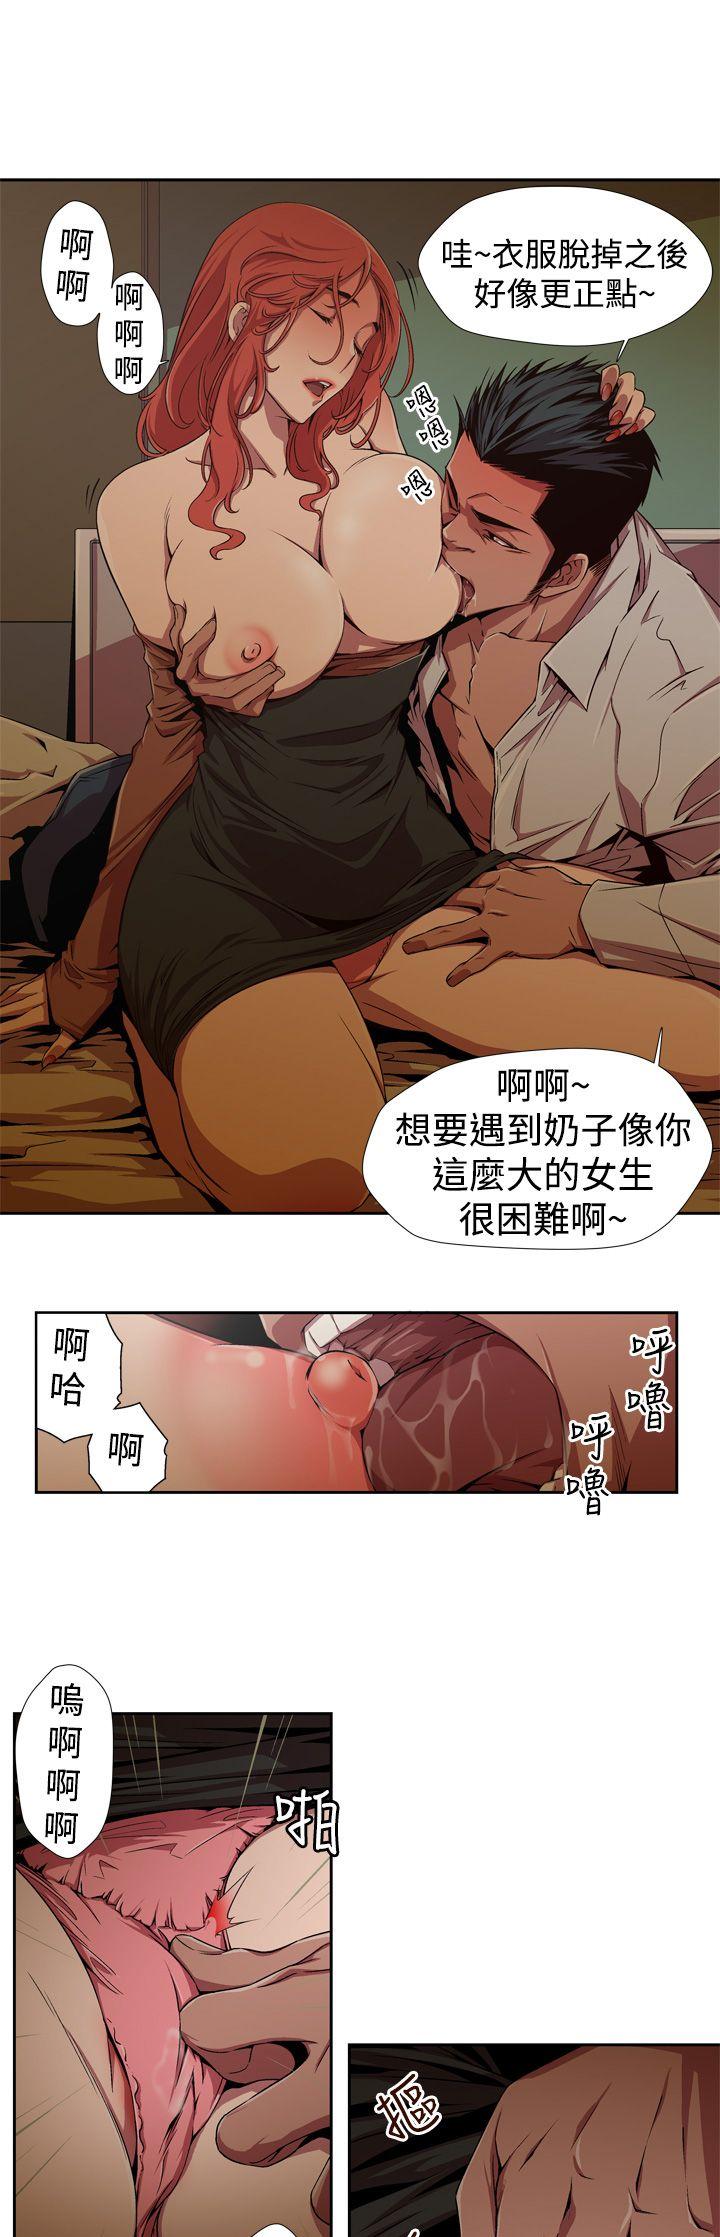 啊
啊
啊
啊
啊
哇~衣服脫掉之後
好像更正點~
嗯
嗯
嗯
啊啊~
想要遇到奶子像你
這麼大的女生
很困難啊~
啊
哈
啊
呼
嚕
呼
嚕
嗚
啊
啊
啊
啪
摳